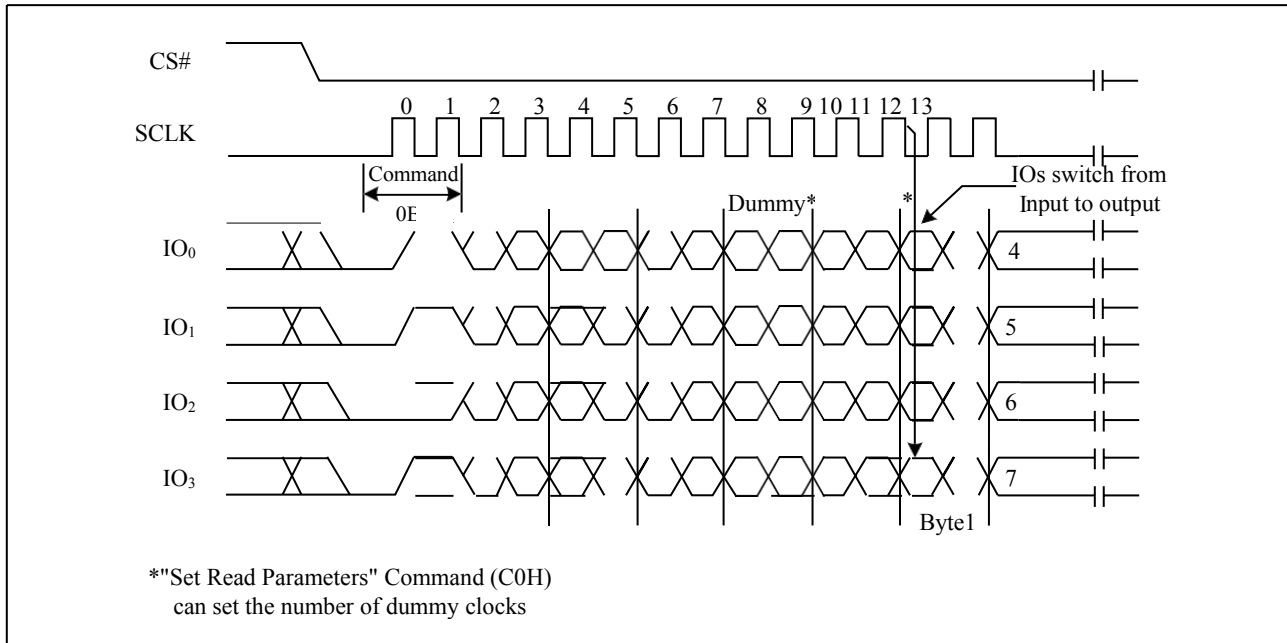 CS#
0 1 2 3 4 5 6 7 8 9 10 11 12 13
SCLK
Command
IOs switch from
Input to output
Dummy*
*
IO₀
4
IO₁
5
IO₂
6
IO₃
7
Byte1
*"Set Read Parameters" Command (C0H)
can set the number of dummy clocks